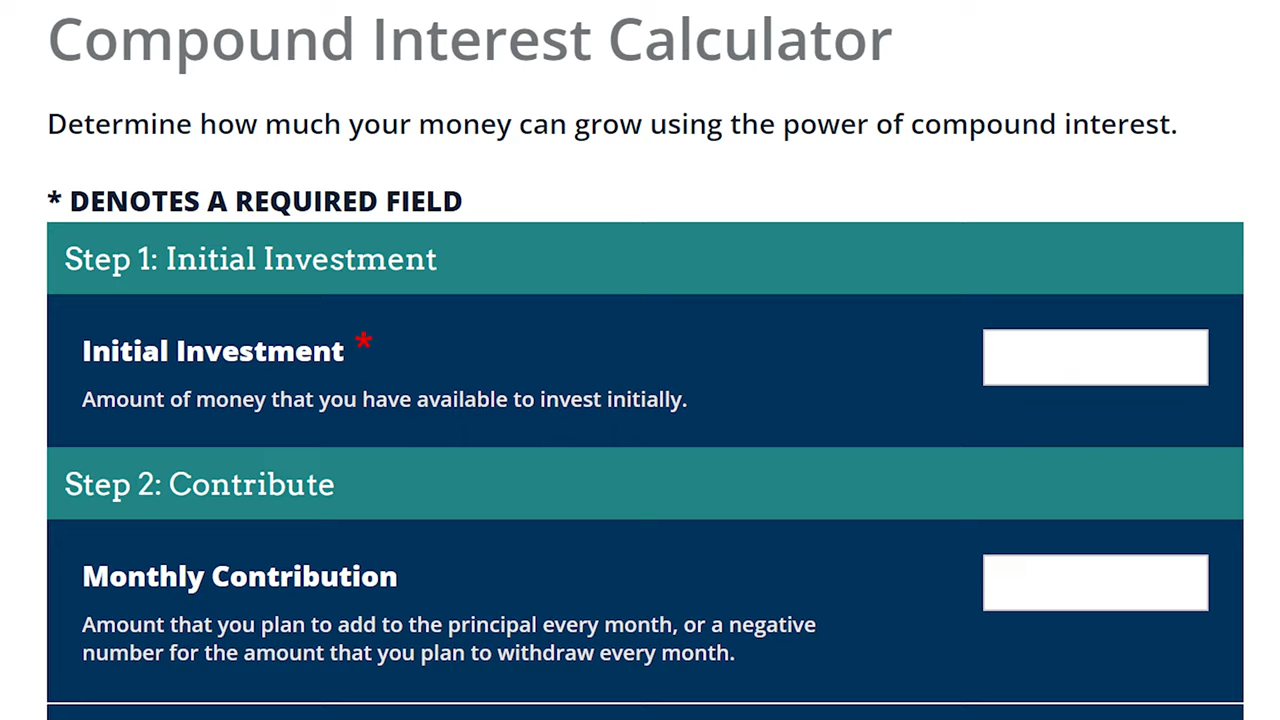 Compound Interest Calculator
Determine how much your money can grow using the power of compound interest.
* DENOTES A REQUIRED FIELD
Step 1: Initial Investment
Initial Investment *
Amount of money that you have available to invest initially.
Step 2: Contribute
Monthly Contribution
Amount that you plan to add to the principal every month, or a negative
number for the amount that you plan to withdraw every month.